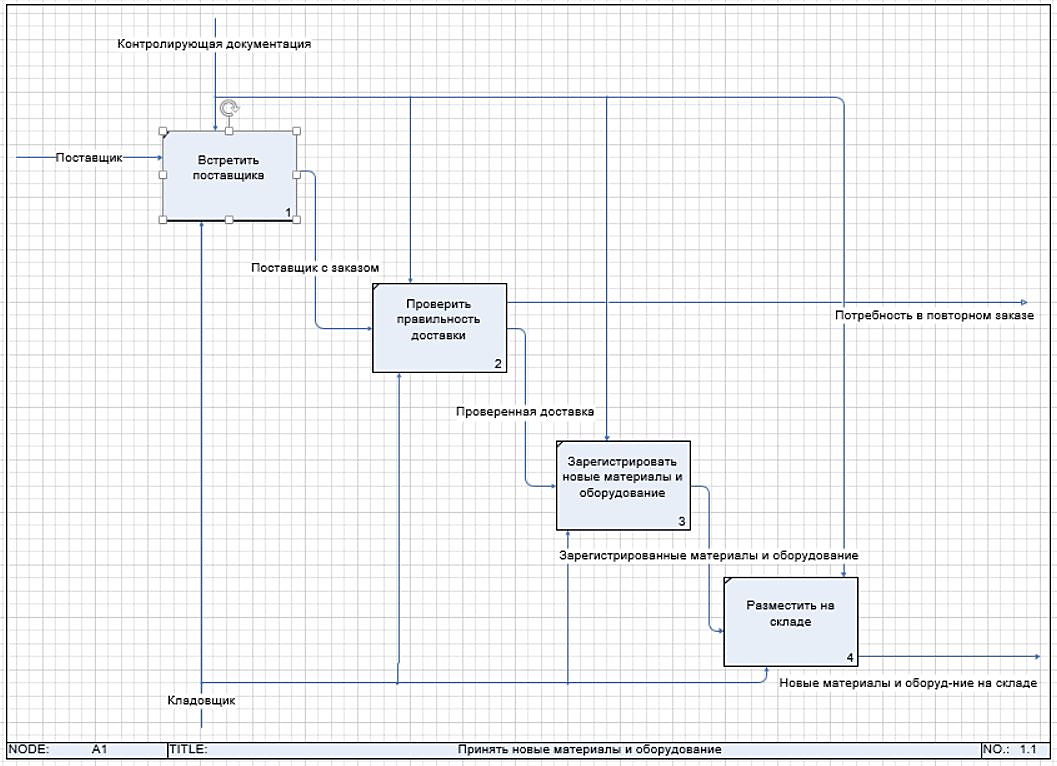 Контролирующая документация
Поставщик
Встретить
поставщика
1
Поставщик с заказом
Проверить
правильность
доставки
2
Потребность в повторном заказе
Проверенная доставка
Зарегистрировать
новые материалы и
оборудование
3
Зарегистрированные материалы и оборудование
Разместить на
складе
4
Новые материалы и оборуд-ние на складе
Кладовщик
NODE: A1 TITLE: Принять новые материалы и оборудование NO.: 1.1